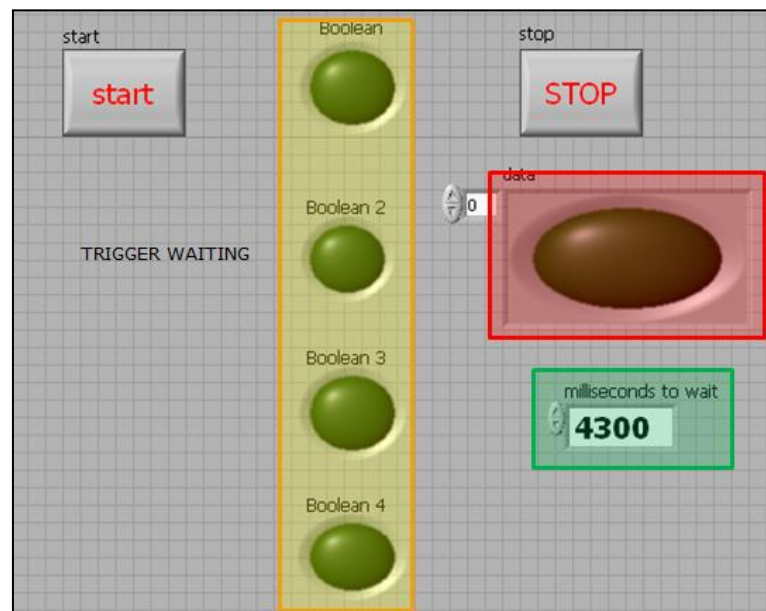 start
start
Boolean
stop
STOP
data
0
Boolean 2
TRIGGER WAITING
Boolean 3
milliseconds to wait
4300
Boolean 4